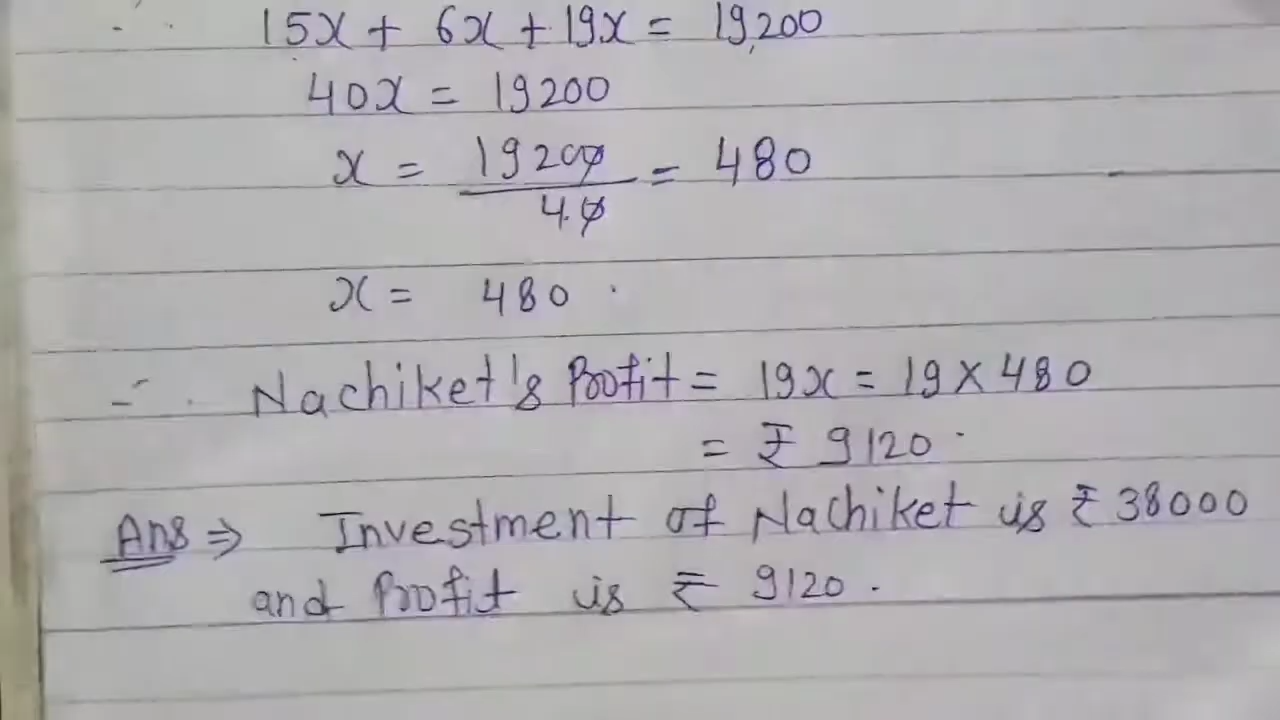 ∴ 15x + 6x + 19x = 19,200
40x = 19200
x = 19200/40 = 480
x = 480
∴ Nachiket's Profit = 19x = 19 × 480
= ₹ 9120
Ans ⇒ Investment of Nachiket is ₹ 38000
and Profit is ₹ 9120.